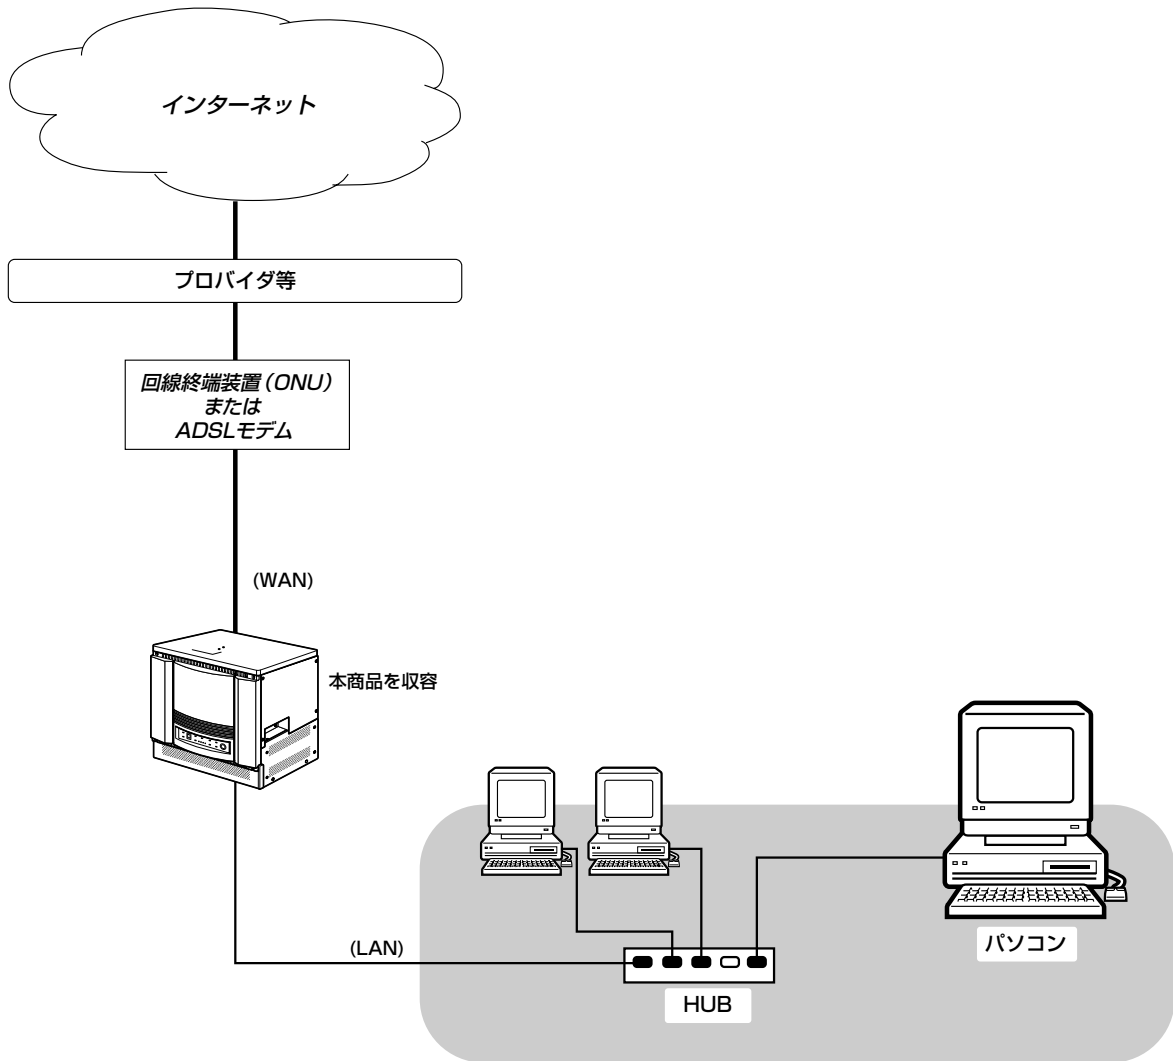 インターネット
プロバイダ等
回線終端装置(ONU)
または
ADSLモデム
(WAN)
本商品を収容
(LAN)
パソコン
HUB